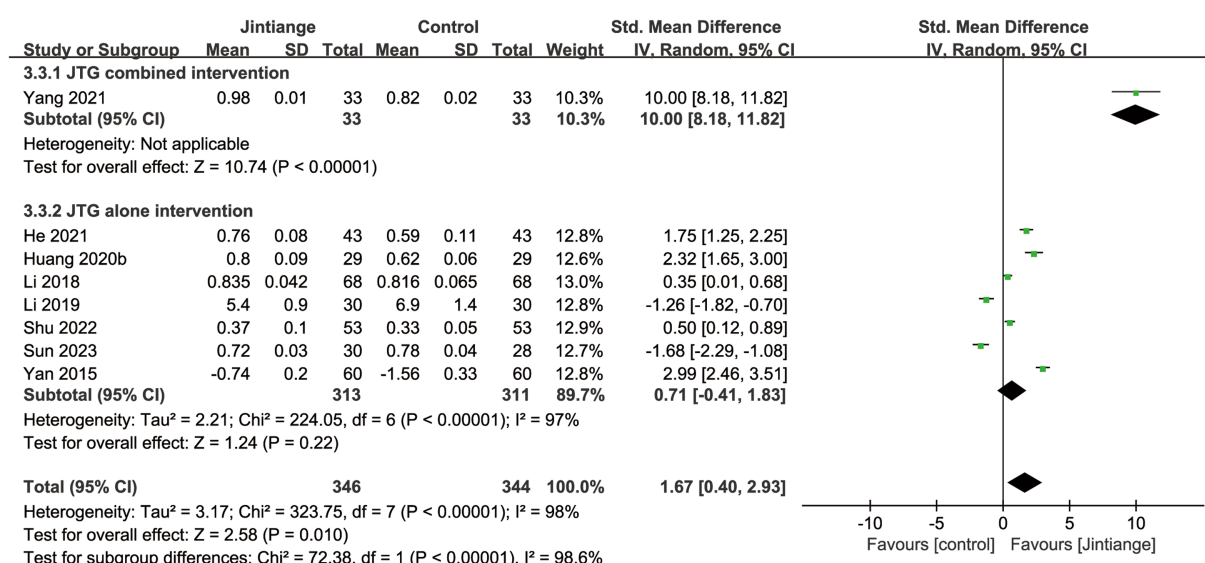 Jintiange Control Std. Mean Difference Std. Mean Difference
Study or Subgroup Mean SD Total Mean SD Total Weight IV, Random, 95% CI IV, Random, 95% CI
3.3.1 JTG combined intervention
Yang 2021 0.98 0.01 33 0.82 0.02 33 10.3% 10.00 [8.18, 11.82]
Subtotal (95% CI) 33 33 10.3% 10.00 [8.18, 11.82]
Heterogeneity: Not applicable
Test for overall effect: Z = 10.74 (P < 0.00001)
3.3.2 JTG alone intervention
He 2021 0.76 0.08 43 0.59 0.11 43 12.8% 1.75 [1.25, 2.25]
Huang 2020b 0.8 0.09 29 0.62 0.06 29 12.6% 2.32 [1.65, 3.00]
Li 2018 0.835 0.042 68 0.816 0.065 68 13.0% 0.35 [0.01, 0.68]
Li 2019 5.4 0.9 30 6.9 1.4 30 12.8% -1.26 [-1.82, -0.70]
Shu 2022 0.37 0.1 53 0.33 0.05 53 12.9% 0.50 [0.12, 0.89]
Sun 2023 0.72 0.03 30 0.78 0.04 28 12.7% -1.68 [-2.29, -1.08]
Yan 2015 -0.74 0.2 60 -1.56 0.33 60 12.8% 2.99 [2.46, 3.51]
Subtotal (95% CI) 313 311 89.7% 0.71 [-0.41, 1.83]
Heterogeneity: Tau² = 2.21; Chi² = 224.05, df = 6 (P < 0.00001); I² = 97%
Test for overall effect: Z = 1.24 (P = 0.22)
Total (95% CI) 346 344 100.0% 1.67 [0.40, 2.93]
Heterogeneity: Tau² = 3.17; Chi² = 323.75, df = 7 (P < 0.00001); I² = 98%
Test for overall effect: Z = 2.58 (P = 0.010)
Test for subgroup differences: Chi² = 72.38, df = 1 (P < 0.00001), I² = 98.6%
-10 -5 0 5 10
Favours [control] Favours [Jintiange]